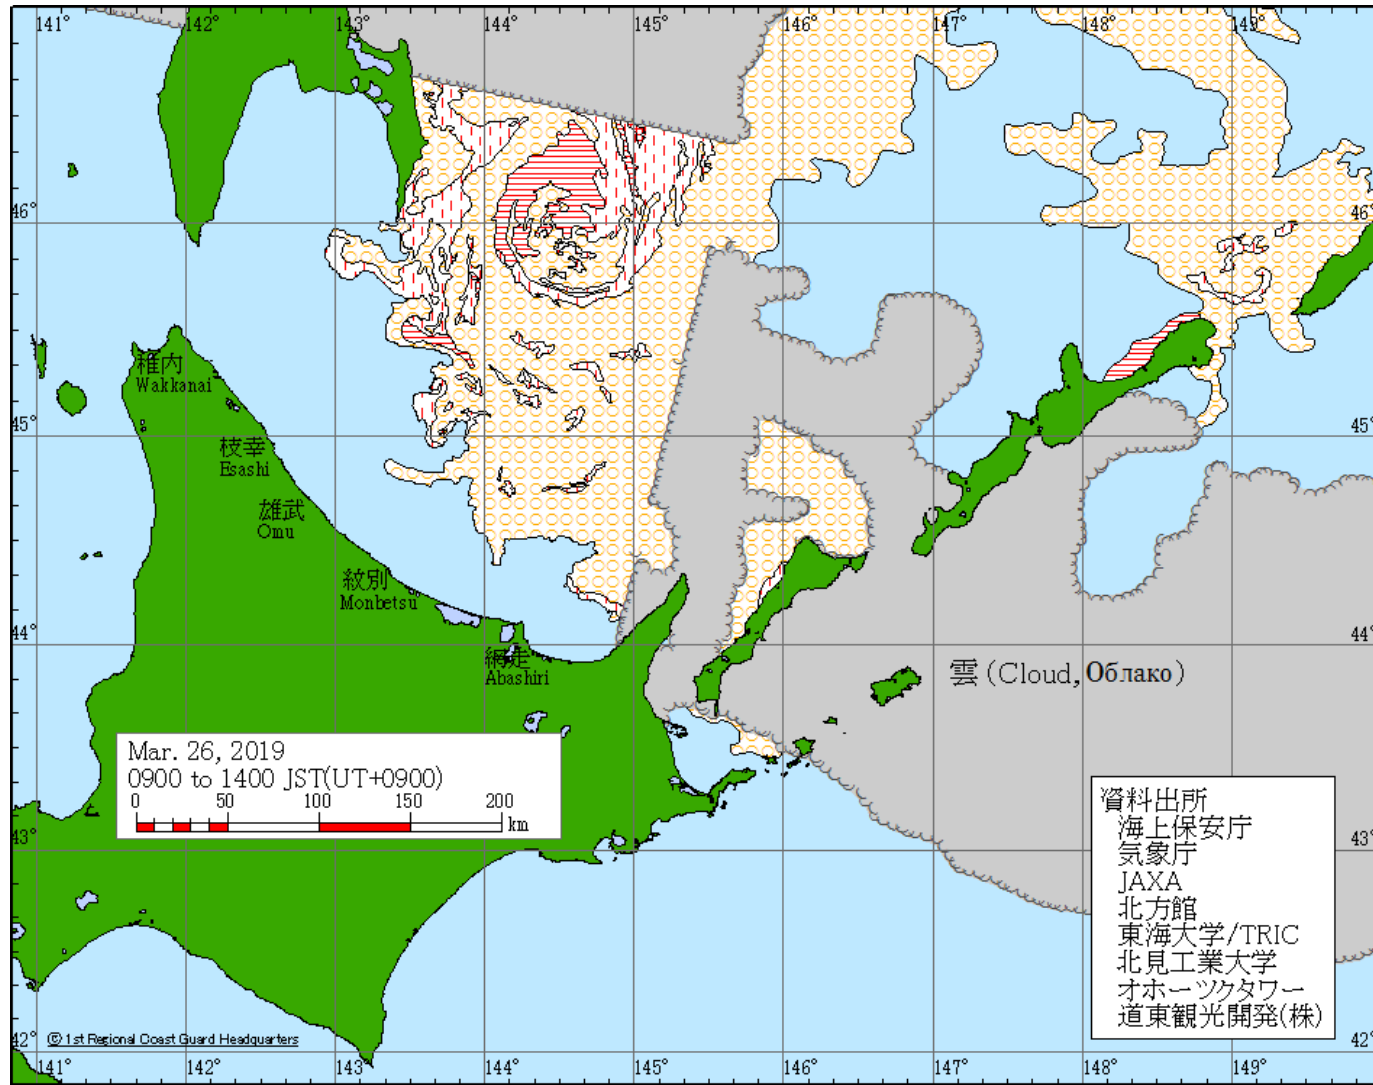 141° 142° 143° 144° 145° 146° 147° 148° 149°
46° 46°
稚内
Wakkanai
45° 45°
枝幸
Esashi
雄武
Omu
紋別
Monbetsu
44° 44°
網走
Abashiri
雲(Cloud,Облако)
Mar. 26, 2019
0900 to 1400 JST(UT+0900)
0 50 100 150 200
km
資料出所
海上保安庁
気象庁
JAXA
北方館
東海大学/TRIC
北見工業大学
オホーツクタワー
道東観光開発(株)
43° 43°
42° 42°
© 1st Regional Coast Guard Headquarters
141° 142° 143° 144° 145° 146° 147° 148° 149°